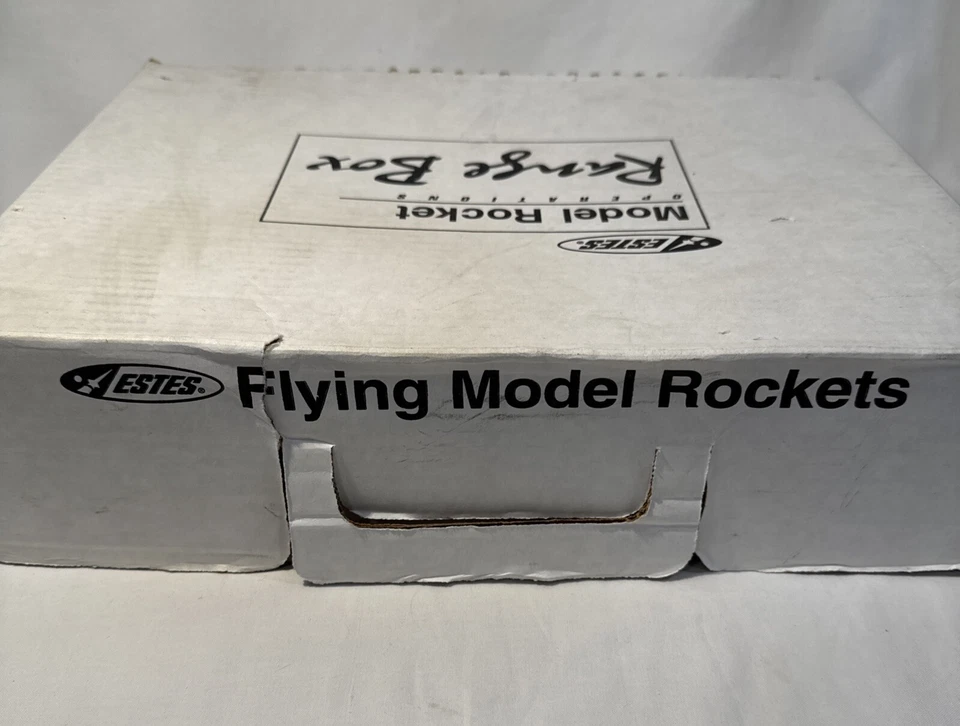 ESTES®
Model Rocket
OPERATIONS
Range Box
ESTES® Flying Model Rockets